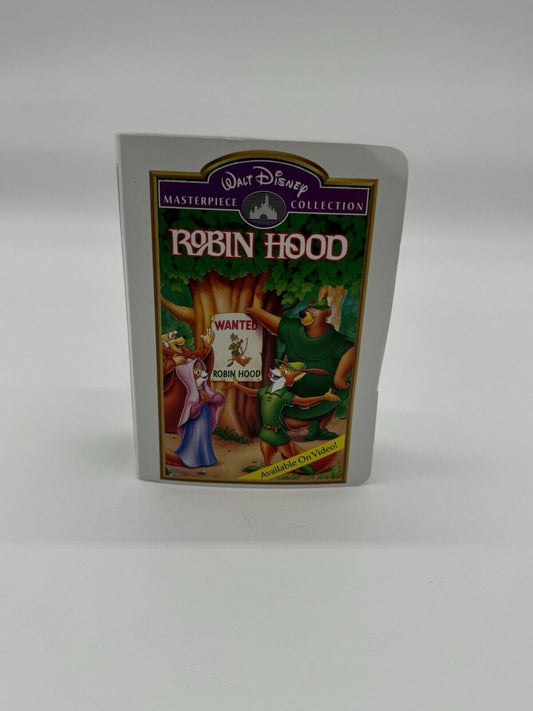 Walt Disney
MASTERPIECE COLLECTION
ROBIN HOOD
WANTED
ROBIN HOOD
Available On Video!